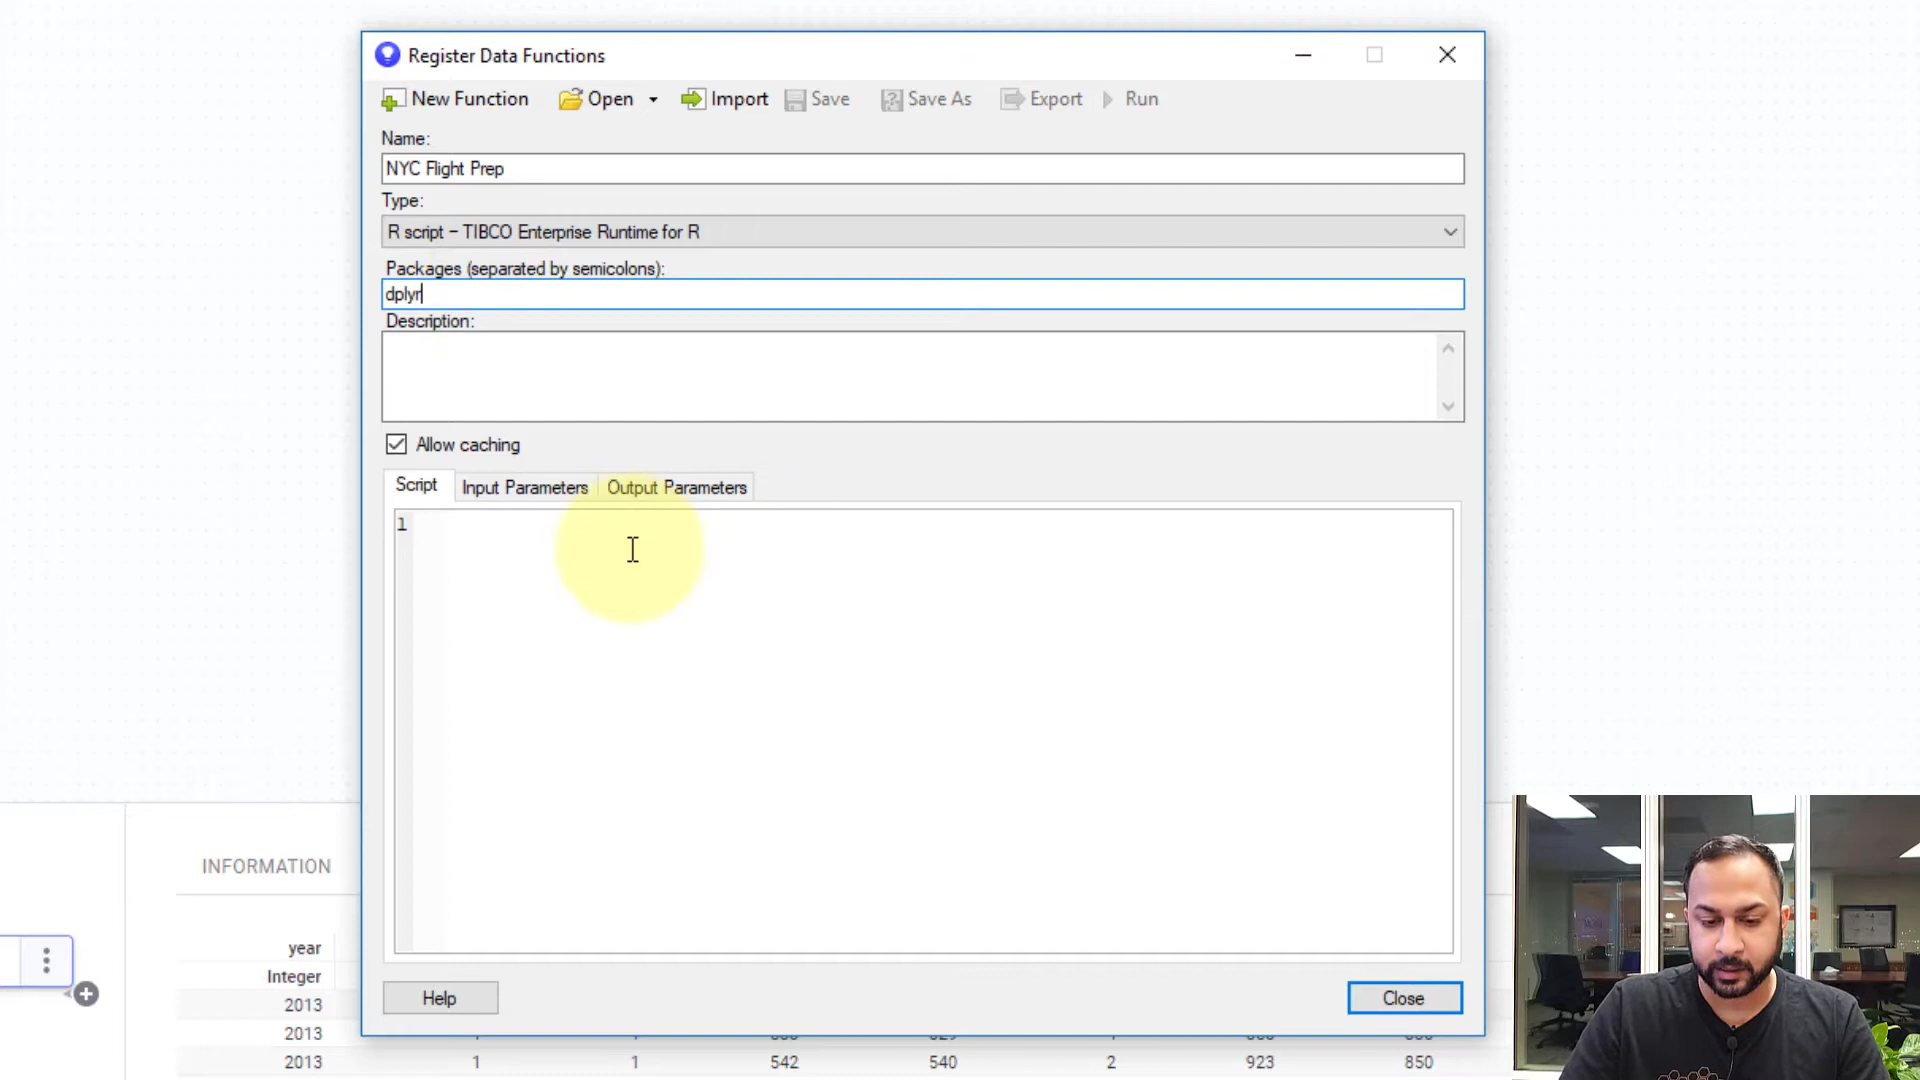 Register Data Functions
New Function Open Import Save Save As Export Run
Name:
NYC Flight Prep
Type:
R script – TIBCO Enterprise Runtime for R
Packages (separated by semicolons):
dplyr
Description:
Allow caching
Script Input Parameters Output Parameters
1
INFORMATION
year
Integer
2013
2013
2013 1 1 542 540 2 923 850
Help Close